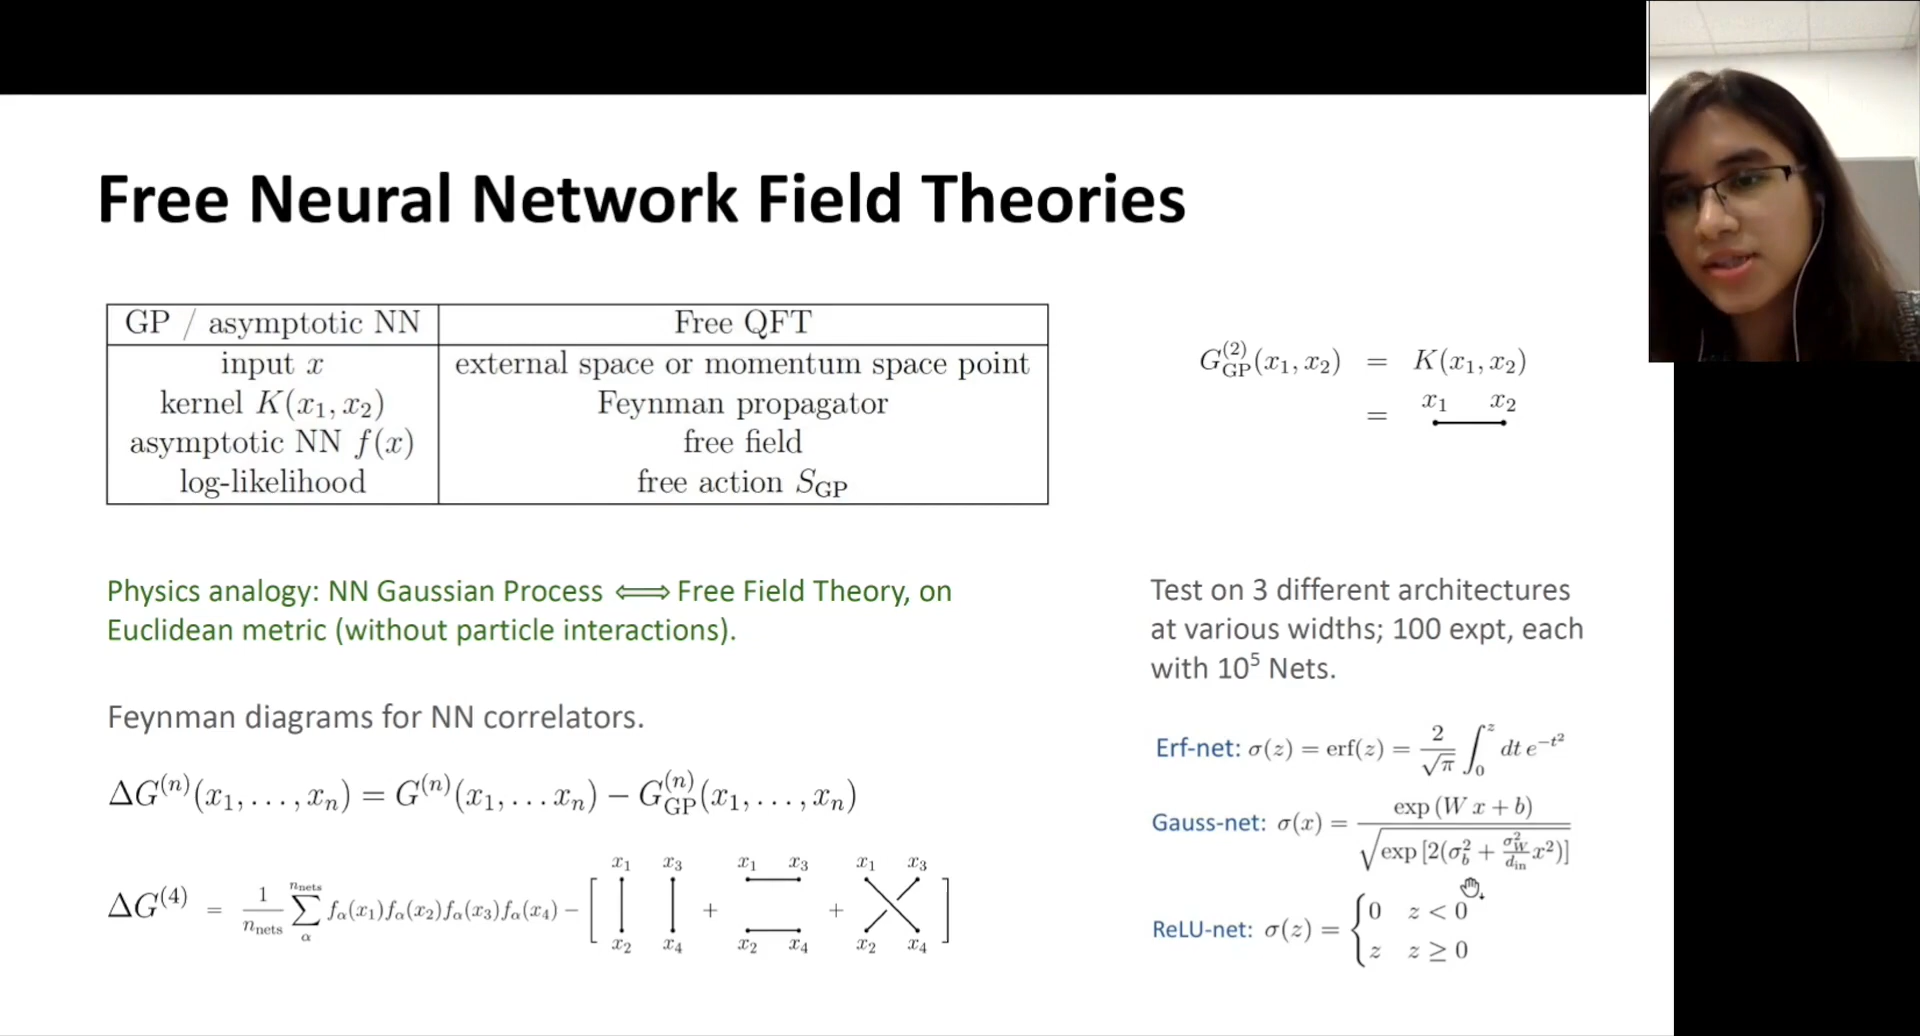 Free Neural Network Field Theories
GP / asymptotic NN Free QFT
input x external space or momentum space point
kernel K(x₁, x₂) Feynman propagator
asymptotic NN f(x) free field
log-likelihood free action S_GP
G_GP^(2)(x₁, x₂) = K(x₁, x₂)
= x₁ x₂
Physics analogy: NN Gaussian Process ⟺ Free Field Theory, on
Euclidean metric (without particle interactions).
Feynman diagrams for NN correlators.
ΔG^(n)(x₁, . . . , xₙ) = G^(n)(x₁, . . . xₙ) − G_GP^(n)(x₁, . . . , xₙ)
ΔG^(4) = 1/n_nets ∑_α^n_nets f_α(x₁)f_α(x₂)f_α(x₃)f_α(x₄) − [ x₁ x₃ x₂ x₄ + x₁ x₃ x₂ x₄ + x₁ x₃ x₂ x₄ ]
Test on 3 different architectures
at various widths; 100 expt, each
with 10⁵ Nets.
Erf-net: σ(z) = erf(z) = 2/√π ∫₀^z dt e^(−t²)
Gauss-net: σ(x) = exp (W x + b) / √exp [2(σ_b² + σ_W²/d_in x²)]
ReLU-net: σ(z) = { 0 z < 0
z z ≥ 0